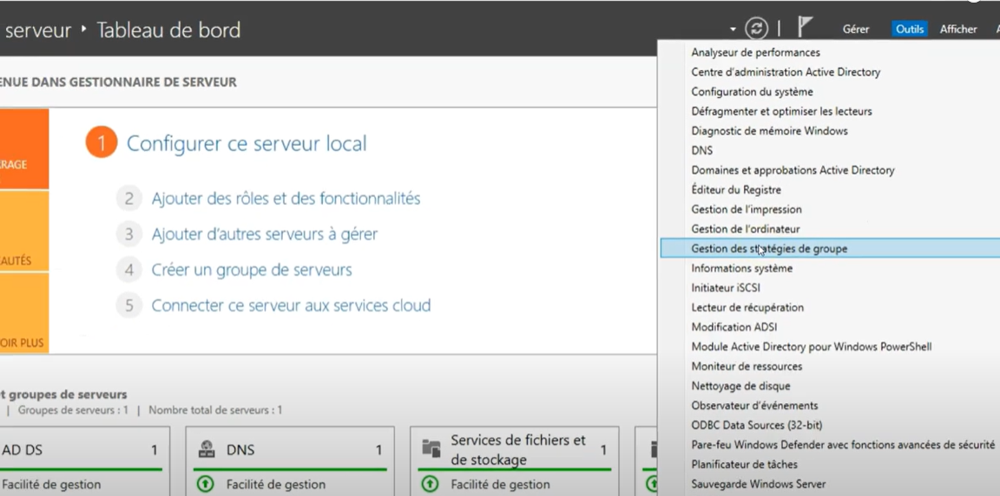 serveur ‣ Tableau de bord
Gérer Outils Afficher
ENUE DANS GESTIONNAIRE DE SERVEUR
RAGE
AUTÉS
OIR PLUS
1 Configurer ce serveur local
2 Ajouter des rôles et des fonctionnalités
3 Ajouter d'autres serveurs à gérer
4 Créer un groupe de serveurs
5 Connecter ce serveur aux services cloud
t groupes de serveurs
| Groupes de serveurs : 1 | Nombre total de serveurs : 1
AD DS 1
Facilité de gestion
DNS 1
Facilité de gestion
Services de fichiers et
de stockage 1
Facilité de gestion
Analyseur de performances
Centre d'administration Active Directory
Configuration du système
Défragmenter et optimiser les lecteurs
Diagnostic de mémoire Windows
DNS
Domaines et approbations Active Directory
Éditeur du Registre
Gestion de l'impression
Gestion de l'ordinateur
Gestion des stratégies de groupe
Informations système
Initiateur iSCSI
Lecteur de récupération
Modification ADSI
Module Active Directory pour Windows PowerShell
Moniteur de ressources
Nettoyage de disque
Observateur d'événements
ODBC Data Sources (32-bit)
Pare-feu Windows Defender avec fonctions avancées de sécurité
Planificateur de tâches
Sauvegarde Windows Server